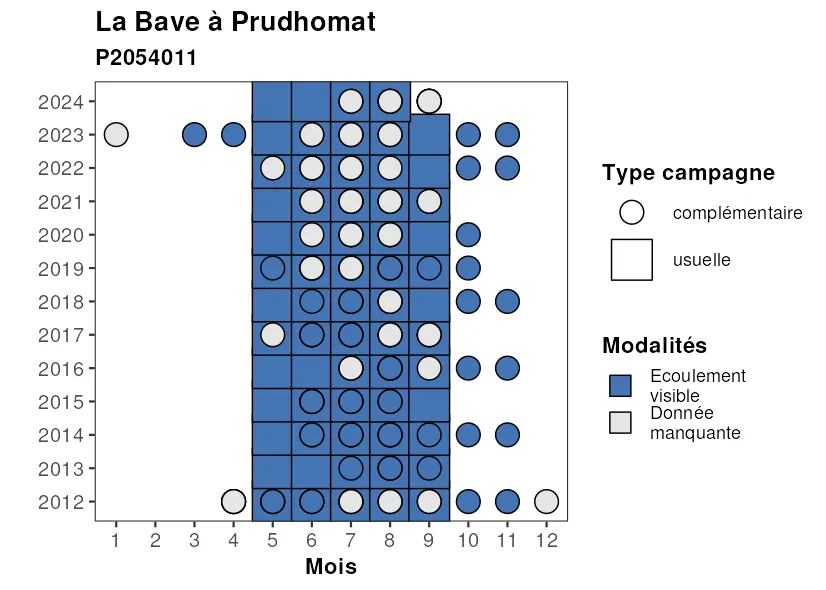 La Bave à Prudhomat
P2054011
2024
2023
2022
2021
2020
2019
2018
2017
2016
2015
2014
2013
2012
1 2 3 4 5 6 7 8 9 10 11 12
Mois
Type campagne
complémentaire
usuelle
Modalités
Ecoulement
visible
Donnée
manquante